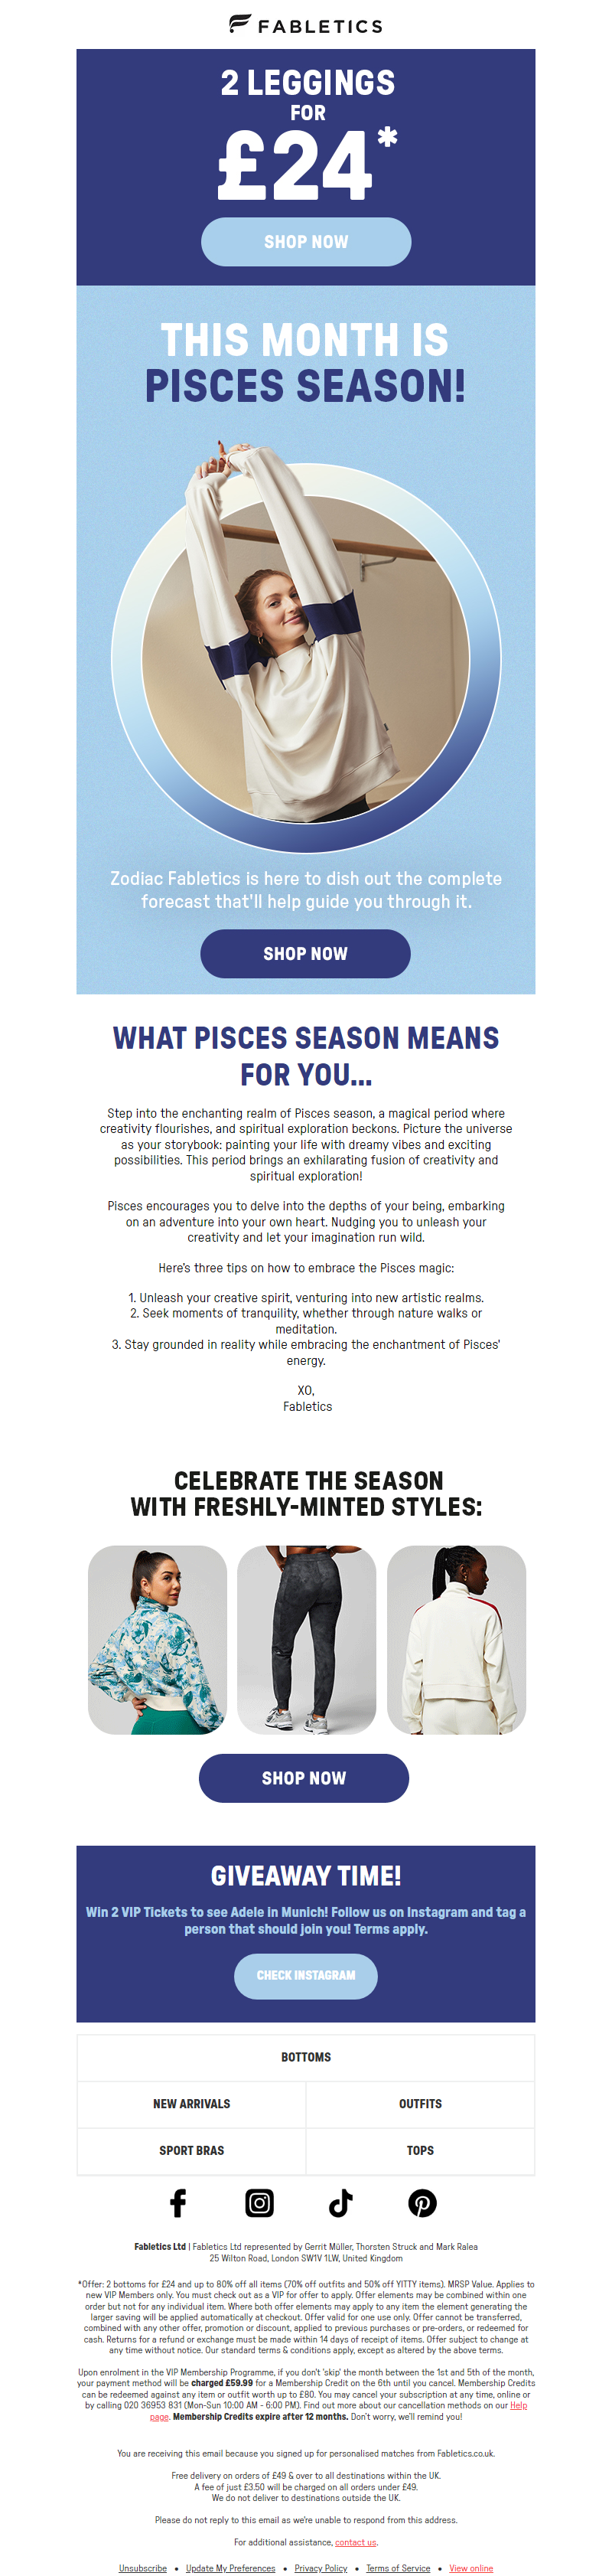 FABLETICS
2 LEGGINGS
FOR
£24*
SHOP NOW
THIS MONTH IS
PISCES SEASON!
Zodiac Fabletics is here to dish out the complete
forecast that'll help guide you through it.
SHOP NOW
WHAT PISCES SEASON MEANS
FOR YOU...
Step into the enchanting realm of Pisces season, a magical period where
creativity flourishes, and spiritual exploration beckons. Picture the universe
as your storybook: painting your life with dreamy vibes and exciting
possibilities. This period brings an exhilarating fusion of creativity and
spiritual exploration!
Pisces encourages you to delve into the depths of your being, embarking
on an adventure into your own heart. Nudging you to unleash your
creativity and let your imagination run wild.
Here's three tips on how to embrace the Pisces magic:
1. Unleash your creative spirit, venturing into new artistic realms.
2. Seek moments of tranquility, whether through nature walks or
meditation.
3. Stay grounded in reality while embracing the enchantment of Pisces'
energy.
XO,
Fabletics
CELEBRATE THE SEASON
WITH FRESHLY-MINTED STYLES:
SHOP NOW
GIVEAWAY TIME!
Win 2 VIP Tickets to see Adele in Munich! Follow us on Instagram and tag a
person that should join you! Terms apply.
CHECK INSTAGRAM
BOTTOMS
NEW ARRIVALS
OUTFITS
SPORT BRAS
TOPS
Fabletics Ltd | Fabletics Ltd represented by Gerrit Müller, Thorsten Struck and Mark Ralea
25 Wilton Road, London SW1V 1LW, United Kingdom
*Offer: 2 bottoms for £24 and up to 80% off all items (70% off outfits and 50% off YITTY items). MRSP Value. Applies to
new VIP Members only. You must check out as a VIP for offer to apply. Offer elements may be combined within one
order but not for any individual item. Where both offer elements may apply to any item the element generating the
larger saving will be applied automatically at checkout. Offer valid for one use only. Offer cannot be transferred,
combined with any other offer, promotion or discount, applied to previous purchases or pre-orders, or redeemed for
cash. Returns for a refund or exchange must be made within 14 days of receipt of items. Offer subject to change at
any time without notice. Our standard terms & conditions apply, except as altered by the above terms.
Upon enrolment in the VIP Membership Programme, if you don't 'skip' the month between the 1st and 5th of the month,
your payment method will be charged £59.99 for a Membership Credit on the 6th until you cancel. Membership Credits
can be redeemed against any item or outfit worth up to £80. You may cancel your subscription at any time, online or
by calling 020 36953 831 (Mon-Sun 10:00 AM - 6:00 PM). Find out more about our cancellation methods on our Help
page. Membership Credits expire after 12 months. Don't worry, we'll remind you!
You are receiving this email because you signed up for personalised matches from Fabletics.co.uk.
Free delivery on orders of £49 & over to all destinations within the UK.
A fee of just £3.50 will be charged on all orders under £49.
We do not deliver to destinations outside the UK.
Please do not reply to this email as we're unable to respond from this address.
For additional assistance, contact us.
Unsubscribe • Update My Preferences • Privacy Policy • Terms of Service • View online